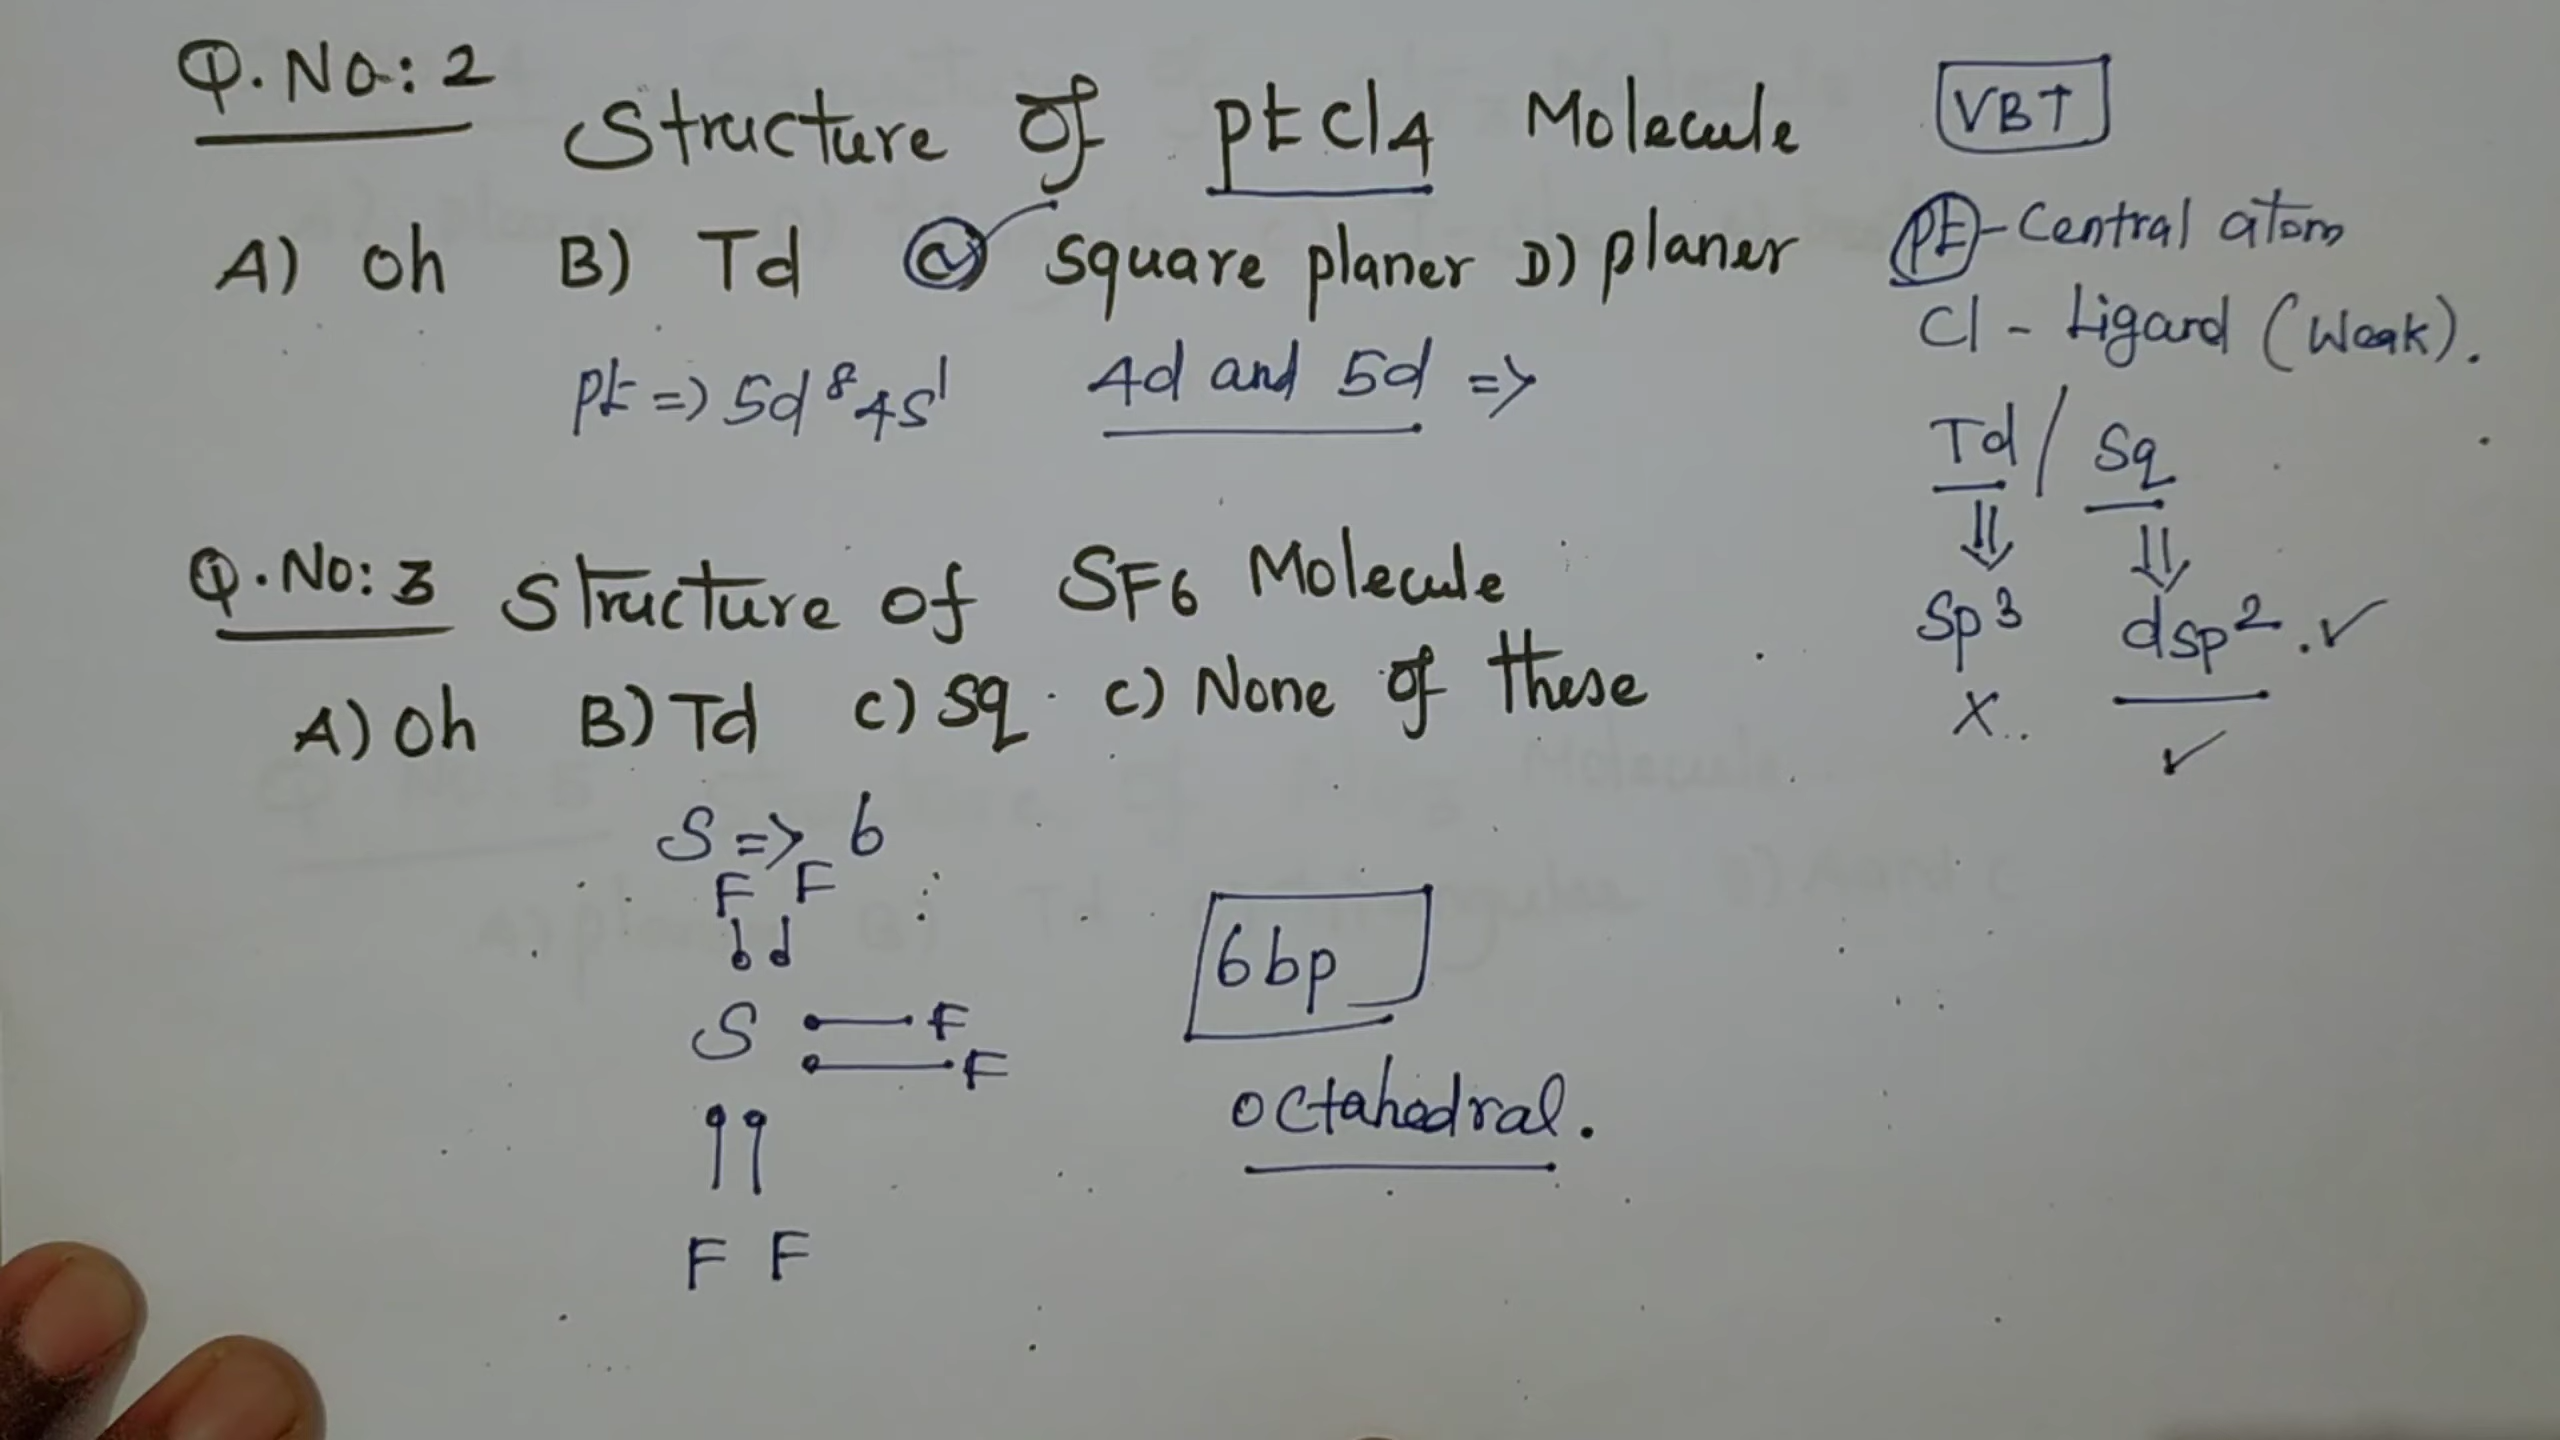 Q.No: 2
Structure Of ptCl4 Molecule
VBT
A) Oh B) Td C) square planer D) planer
Pt - Central atom
Cl - Ligand (Weak).
Pt => 5d8 4s1 4d and 5d =>
Td / Sq
Sp3 dsp2. ✓
X.. ✓
Q.No: 3 Structure of SF6 Molecule
A) Oh B) Td C) Sq. C) None of these
S => 6
F F
6bp
S F
F
octahedral.
F F